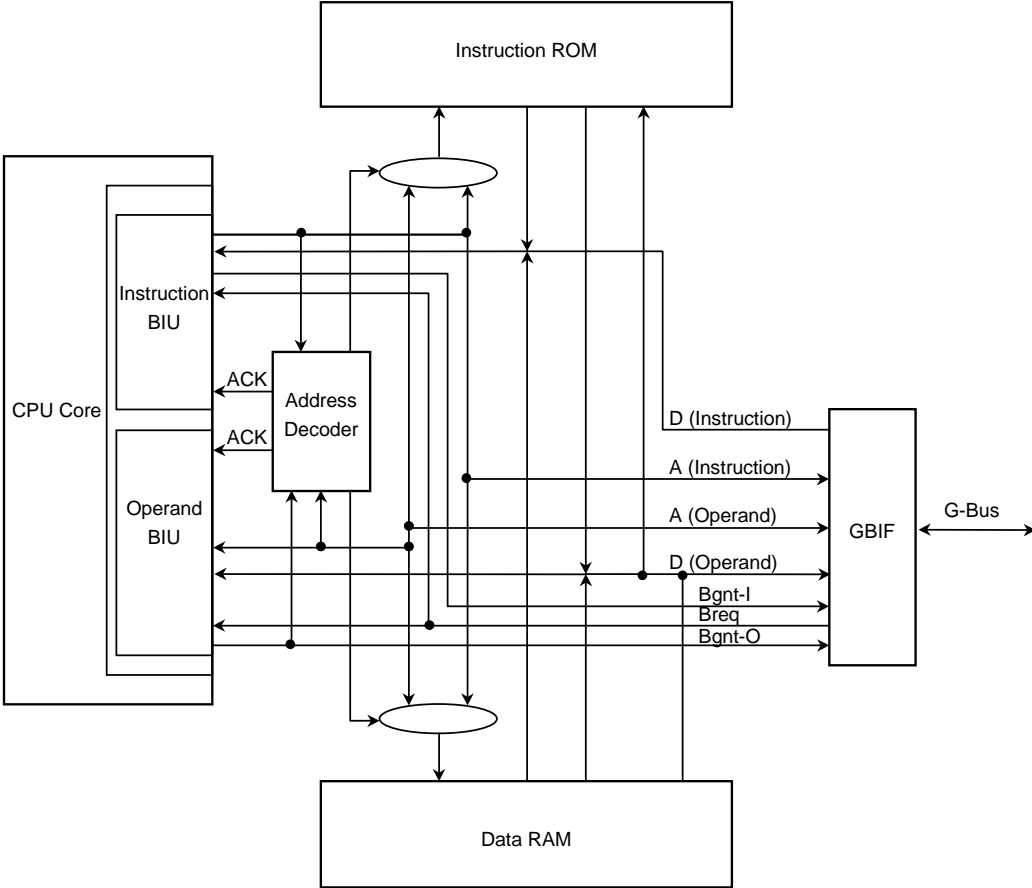 Instruction ROM
Instruction
BIU
CPU Core
ACK
ACK
Address
Decoder
Operand
BIU
D (Instruction)
A (Instruction)
A (Operand)
D (Operand)
Bgnt-I
Breq
Bgnt-O
GBIF
G-Bus
Data RAM